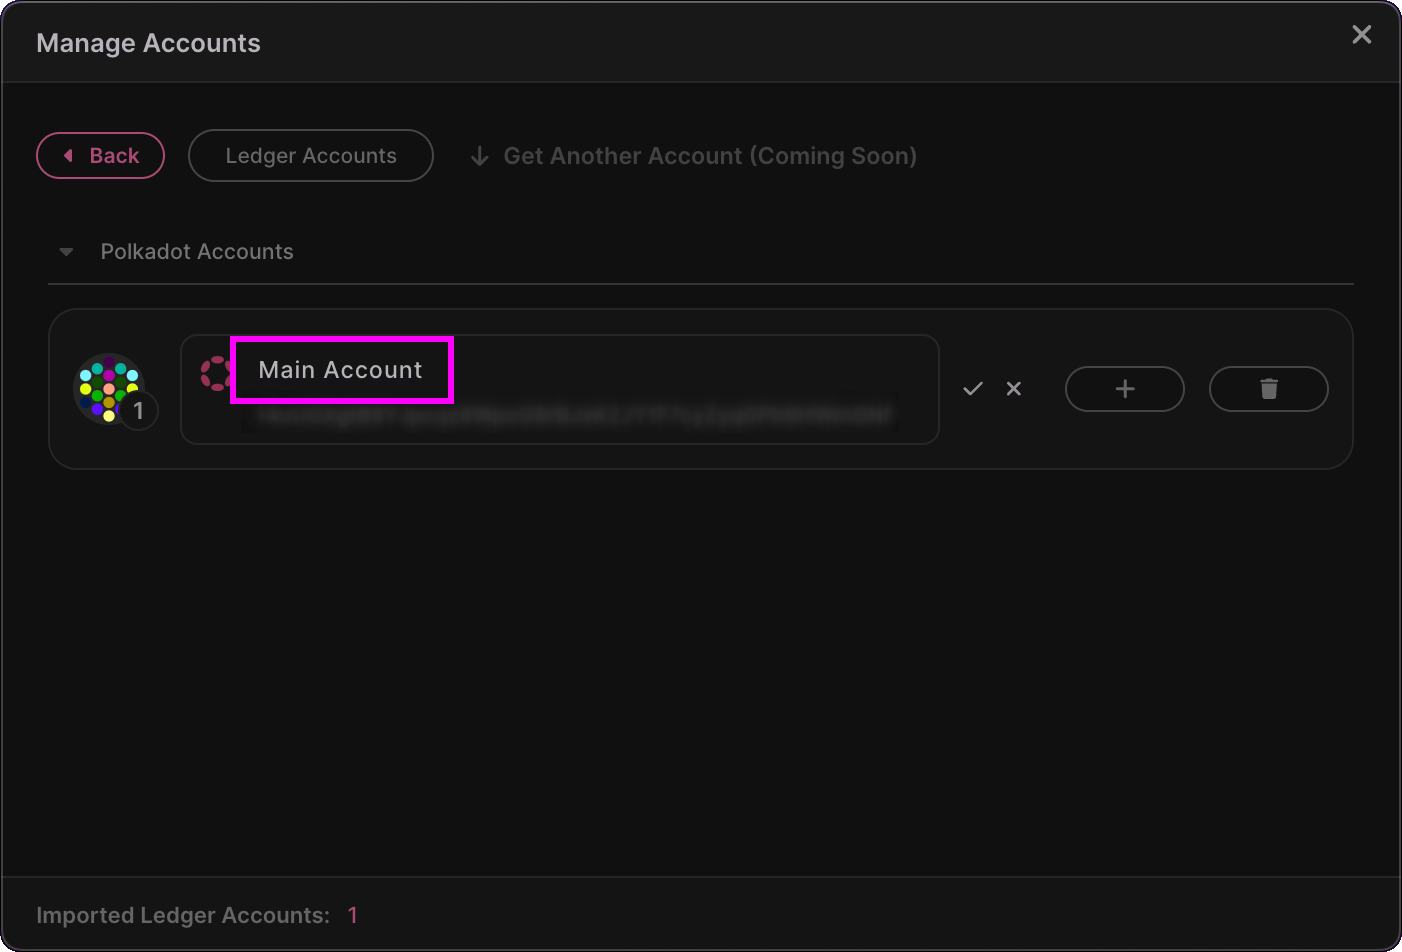 Manage Accounts
Back
Ledger Accounts
Get Another Account (Coming Soon)
Polkadot Accounts
Main Account
1
Imported Ledger Accounts: 1